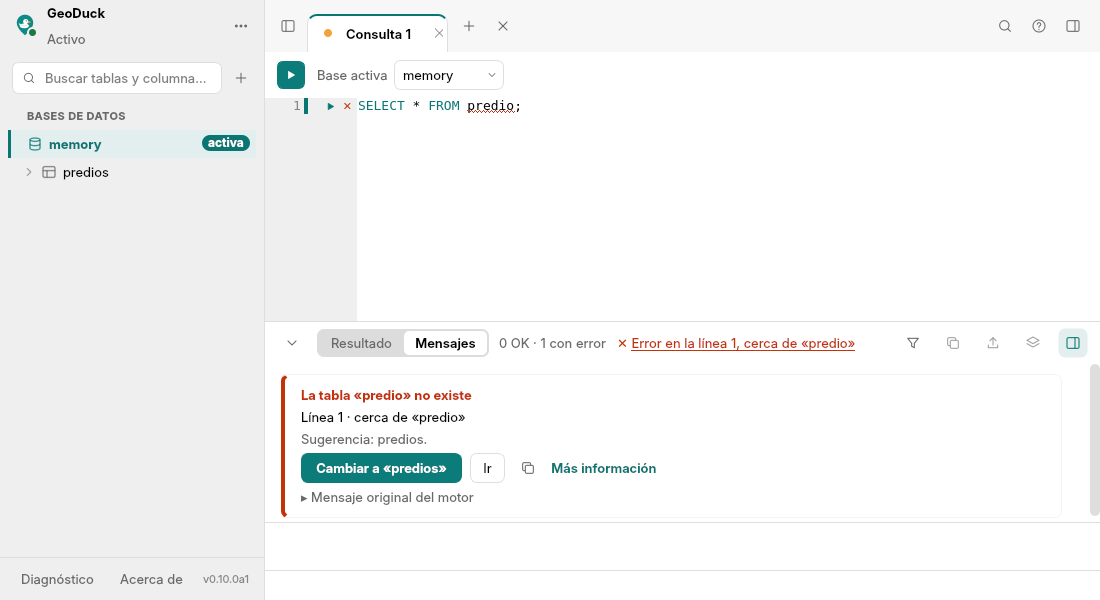 GeoDuck
Activo
Buscar tablas y columna...
BASES DE DATOS
memory
activa
predios
Diagnóstico
Acerca de
v0.10.0a1
Consulta 1
Base activa
memory
1
SELECT * FROM predio;
Resultado
Mensajes
0 OK · 1 con error
Error en la línea 1, cerca de «predio»
La tabla «predio» no existe
Línea 1 · cerca de «predio»
Sugerencia: predios.
Cambiar a «predios»
Ir
Más información
Mensaje original del motor